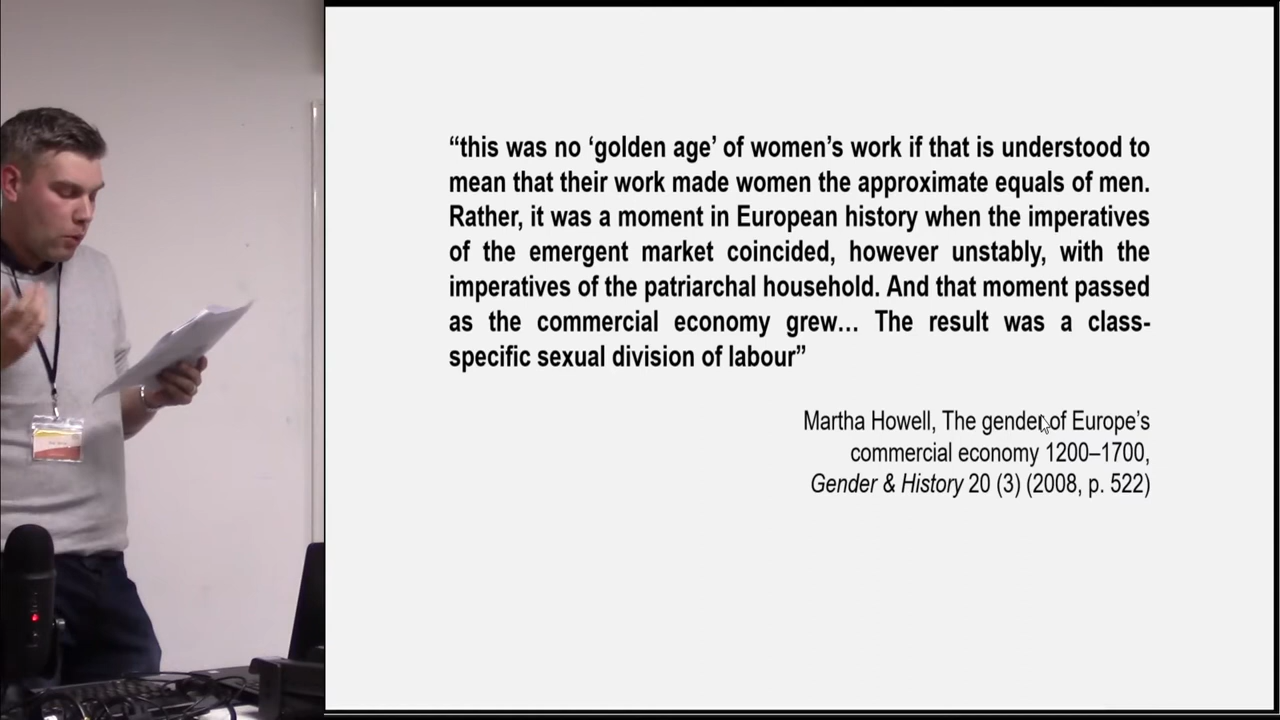 “this was no ‘golden age’ of women’s work if that is understood to
mean that their work made women the approximate equals of men.
Rather, it was a moment in European history when the imperatives
of the emergent market coincided, however unstably, with the
imperatives of the patriarchal household. And that moment passed
as the commercial economy grew… The result was a class-
specific sexual division of labour”
Martha Howell, The gender of Europe’s
commercial economy 1200–1700,
Gender & History 20 (3) (2008, p. 522)